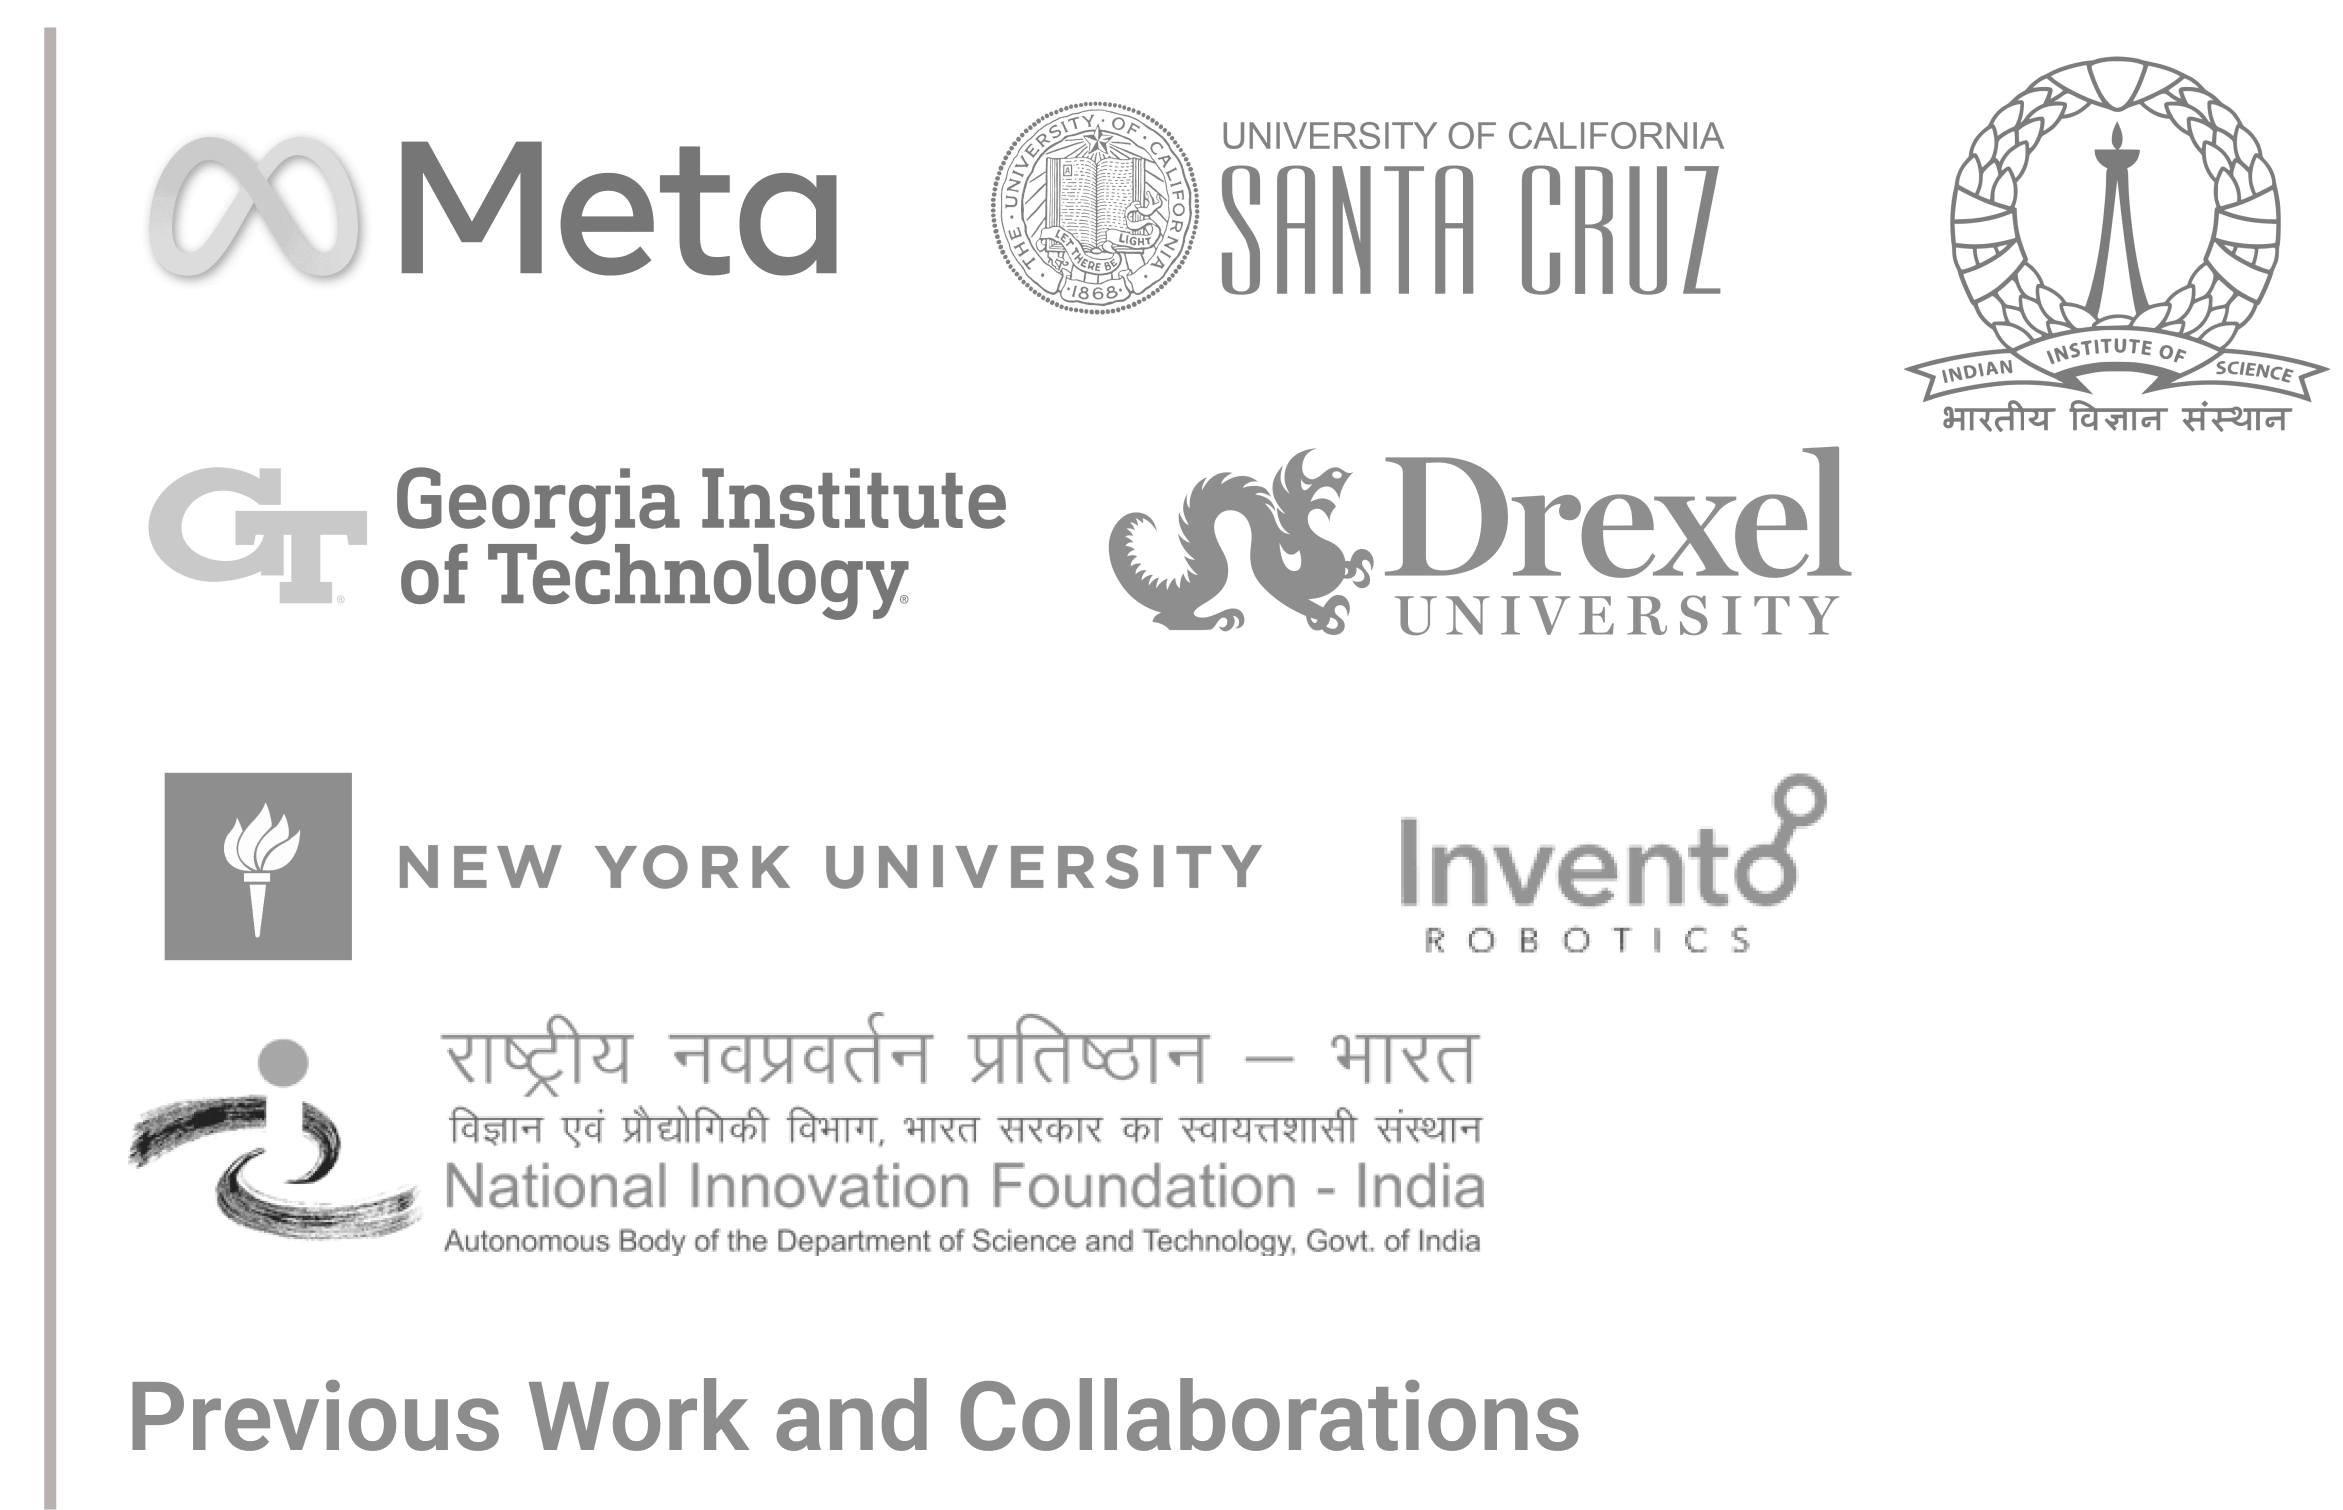 Meta
THE · UNIVERSITY · OF · CALIFORNIA ·
A
LET THERE BE LIGHT
·1868·
UNIVERSITY OF CALIFORNIA
SANTA CRUZ
INDIAN INSTITUTE OF SCIENCE
भारतीय विज्ञान संस्थान
GT ®
Georgia Institute
of Technology®
Drexel
UNIVERSITY
NEW YORK UNIVERSITY
Invento
ROBOTICS
राष्ट्रीय नवप्रवर्तन प्रतिष्ठान – भारत
विज्ञान एवं प्रौद्योगिकी विभाग, भारत सरकार का स्वायत्तशासी संस्थान
National Innovation Foundation - India
Autonomous Body of the Department of Science and Technology, Govt. of India
Previous Work and Collaborations